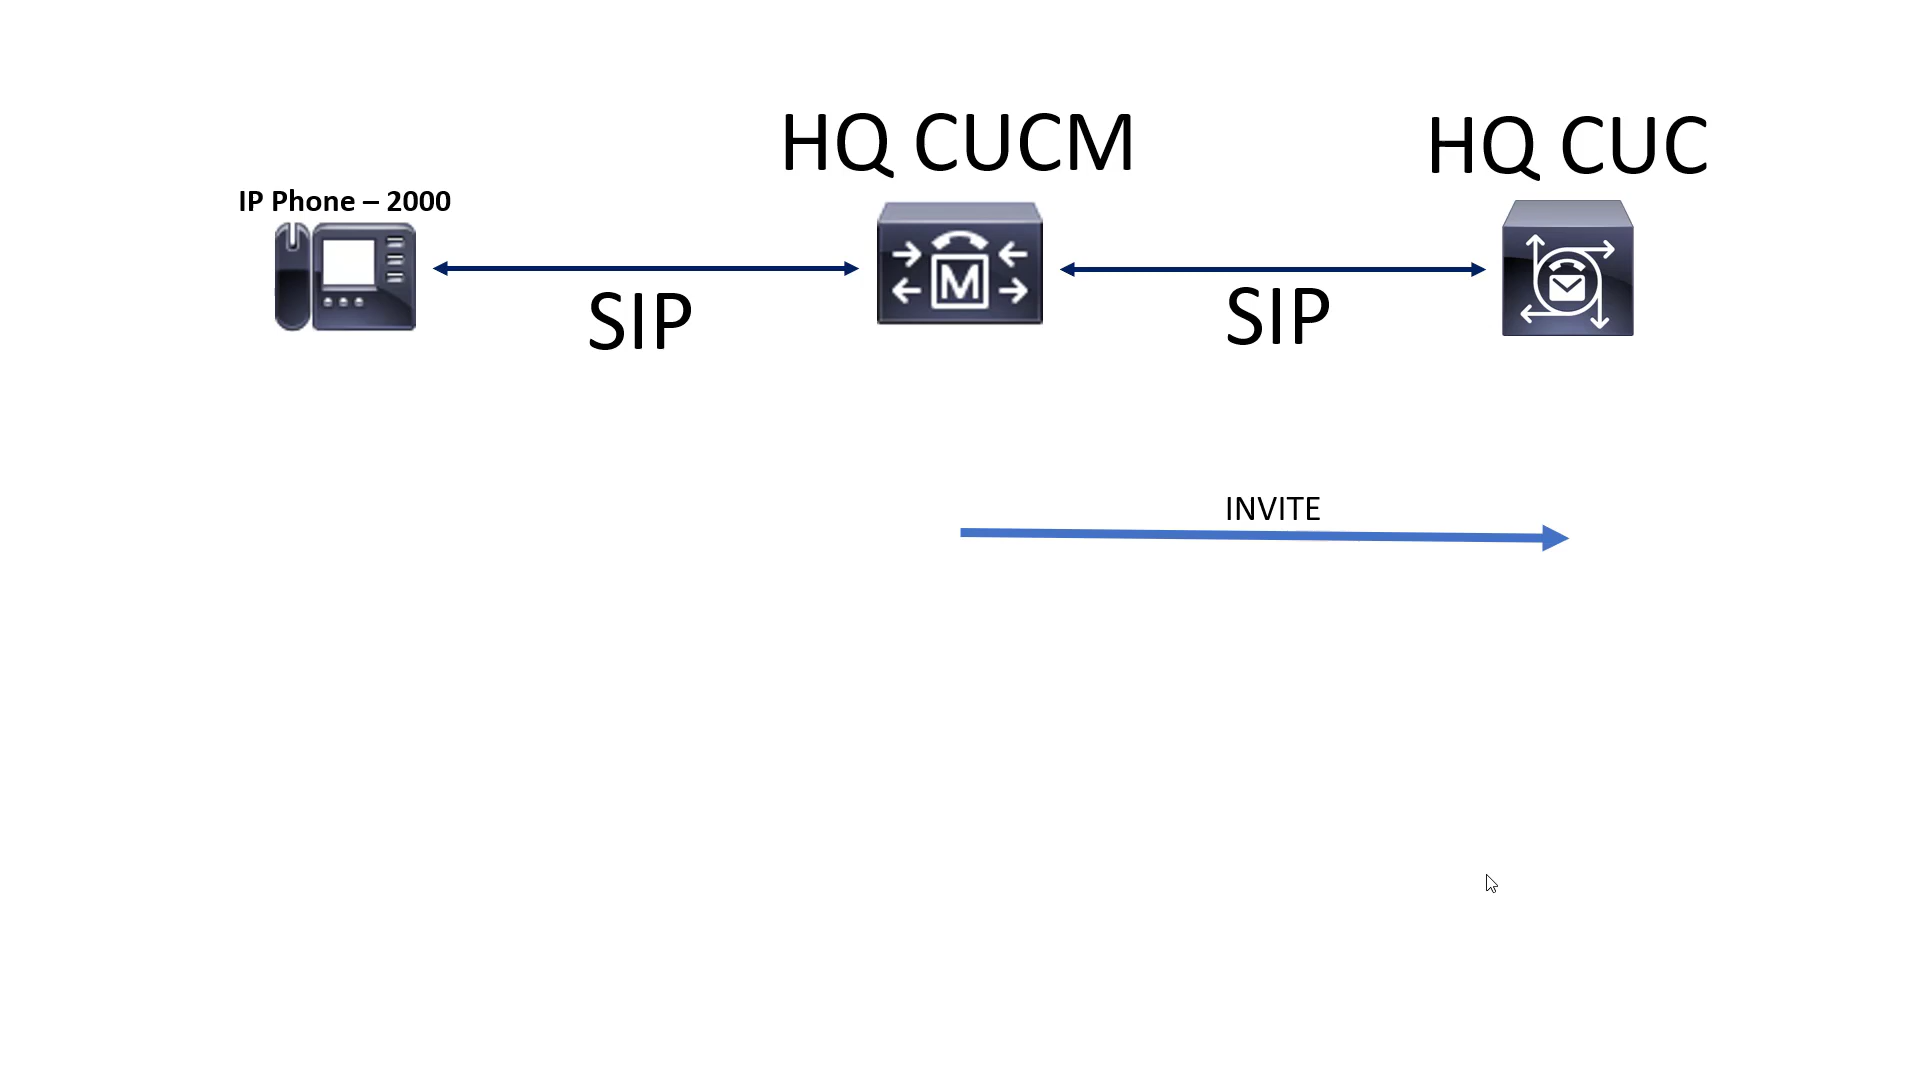 HQ CUCM
HQ CUC
IP Phone – 2000
M
SIP
SIP
INVITE